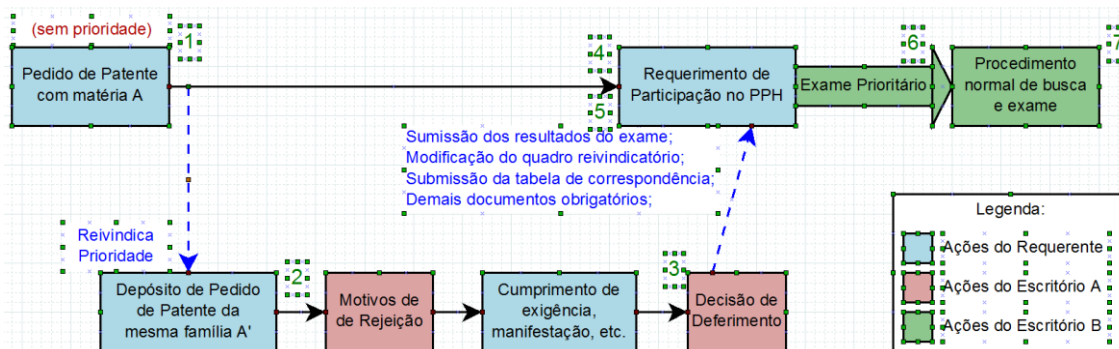 (sem prioridade)
1
Pedido de Patente
com matéria A
4
5
Requerimento de
Participação no PPH
Exame Prioritário
6
Procedimento
normal de busca
e exame
7
Sumissão dos resultados do exame;
Modificação do quadro reivindicatório;
Submissão da tabela de correspondência;
Demais documentos obrigatórios;
Reivindica
Prioridade
Depósito de Pedido
de Patente da
mesma família A'
2
Motivos de
de Rejeição
Cumprimento de
exigência,
manifestação, etc.
3
Decisão de
Deferimento
Legenda:
Ações do Requerente
Ações do Escritório A
Ações do Escritório B